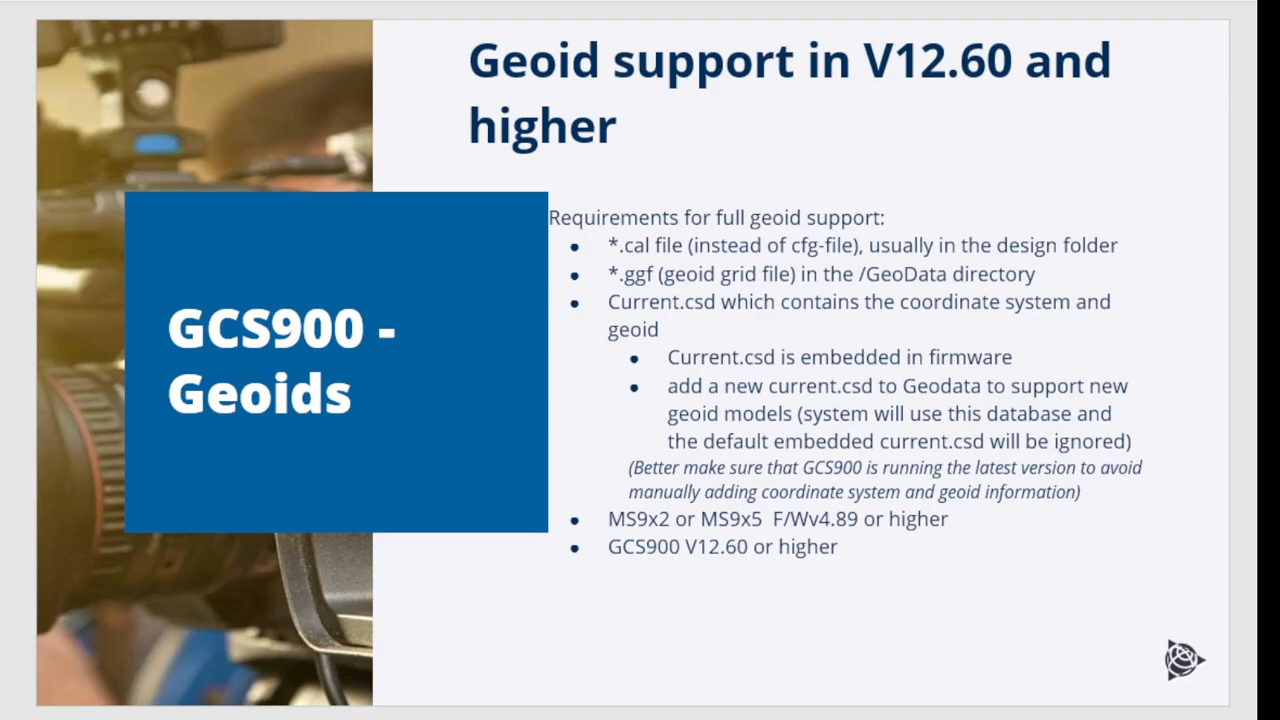 Geoid support in V12.60 and
higher
GCS900 -
Geoids
Requirements for full geoid support:
● *.cal file (instead of cfg-file), usually in the design folder
● *.ggf (geoid grid file) in the /GeoData directory
● Current.csd which contains the coordinate system and
geoid
● Current.csd is embedded in firmware
● add a new current.csd to Geodata to support new
geoid models (system will use this database and
the default embedded current.csd will be ignored)
(Better make sure that GCS900 is running the latest version to avoid
manually adding coordinate system and geoid information)
● MS9x2 or MS9x5  F/Wv4.89 or higher
● GCS900 V12.60 or higher